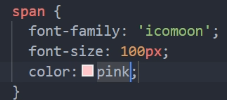 span {
    font-family: 'icomoon';
    font-size: 100px;
    color: pink;
}